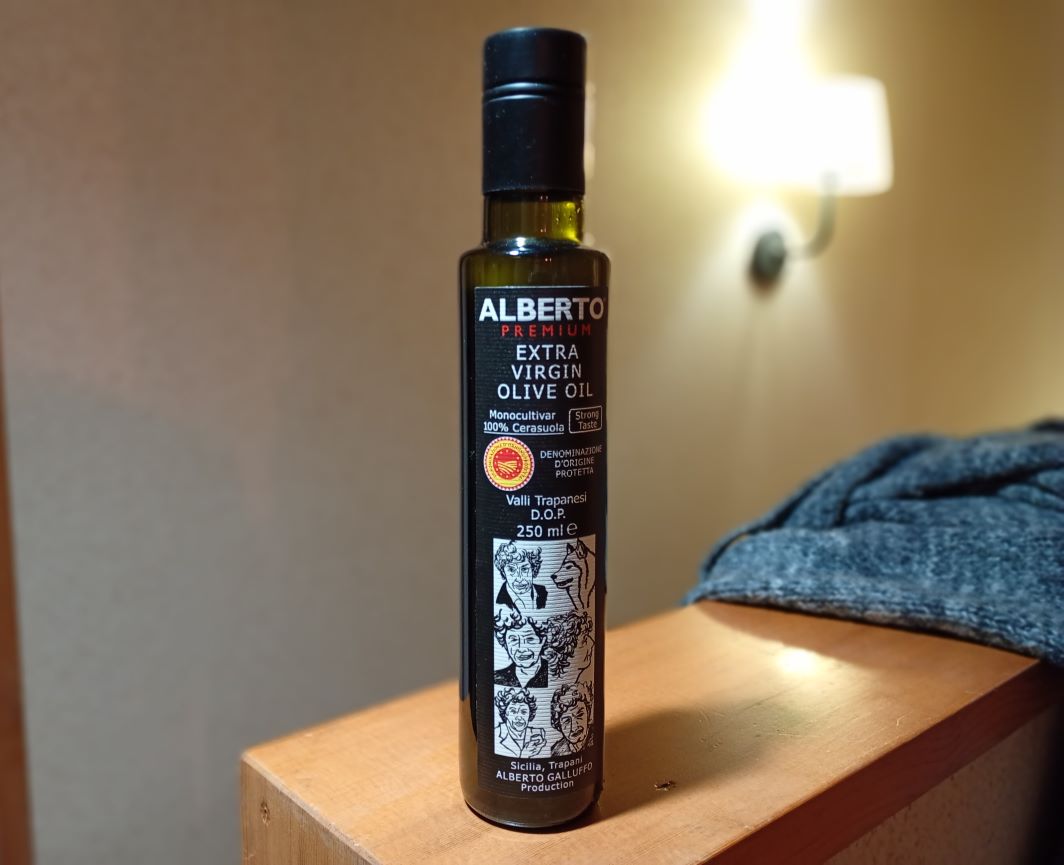 ALBERTO
PREMIUM
EXTRA
VIRGIN
OLIVE OIL
Monocultivar
100% Cerasuola
Strong
Taste
DENOMINAZIONE
D'ORIGINE
PROTETTA
Valli Trapanesi
D.O.P.
250 ml ℮
Sicilia, Trapani
ALBERTO GALLUFFO
Production